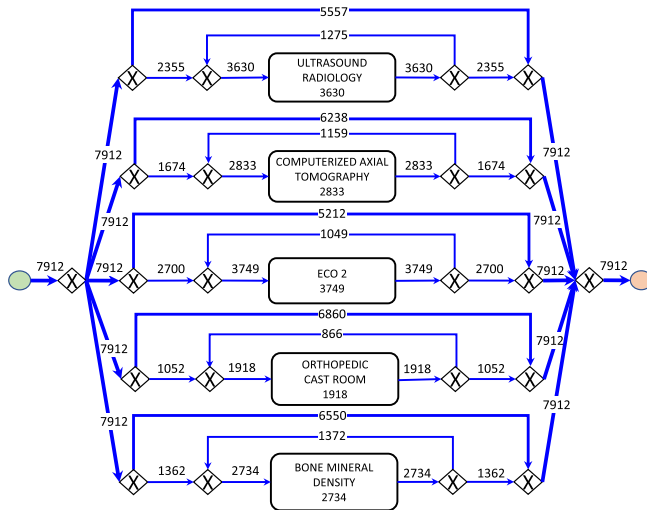 5557
1275
2355
3630
ULTRASOUND
RADIOLOGY
3630
3630
2355
X
X
X
X
7912
7912
6238
1159
1674
2833
COMPUTERIZED AXIAL
TOMOGRAPHY
2833
2833
1674
X
X
X
X
7912
7912
5212
1049
7912
X
7912
2700
3749
ECO 2
3749
3749
2700
7912
7912
X
X
X
X
X
6860
866
7912
1052
1918
ORTHOPEDIC
CAST ROOM
1918
1918
1052
7912
X
X
X
X
7912
7912
6550
1372
1362
2734
BONE MINERAL
DENSITY
2734
2734
1362
X
X
X
X